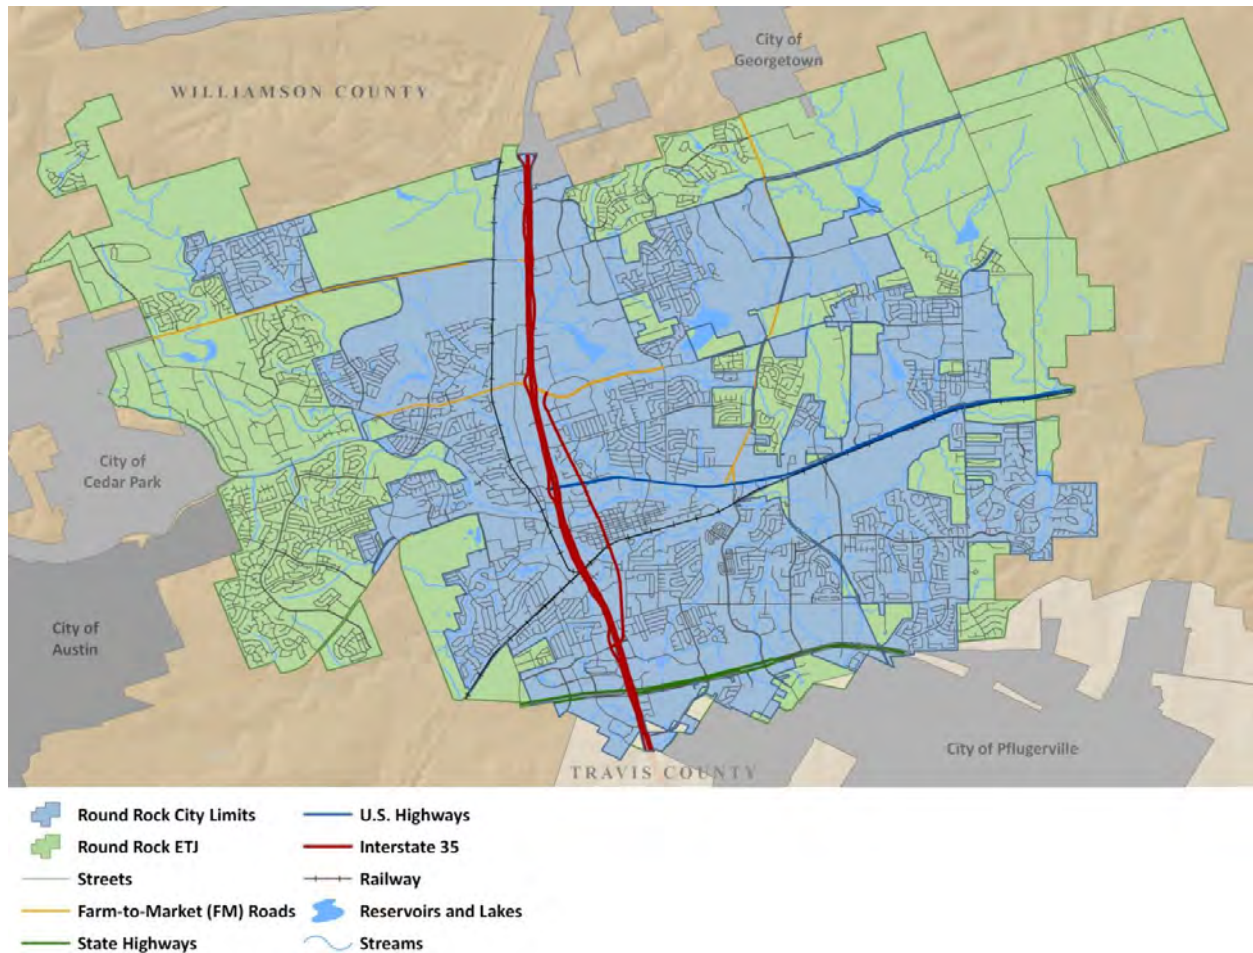 City of
Georgetown
WILLIAMSON COUNTY
City of
Cedar Park
City of
Austin
City of Pflugerville
TRAVIS COUNTY
Round Rock City Limits
Round Rock ETJ
Streets
Farm-to-Market (FM) Roads
State Highways
U.S. Highways
Interstate 35
Railway
Reservoirs and Lakes
Streams